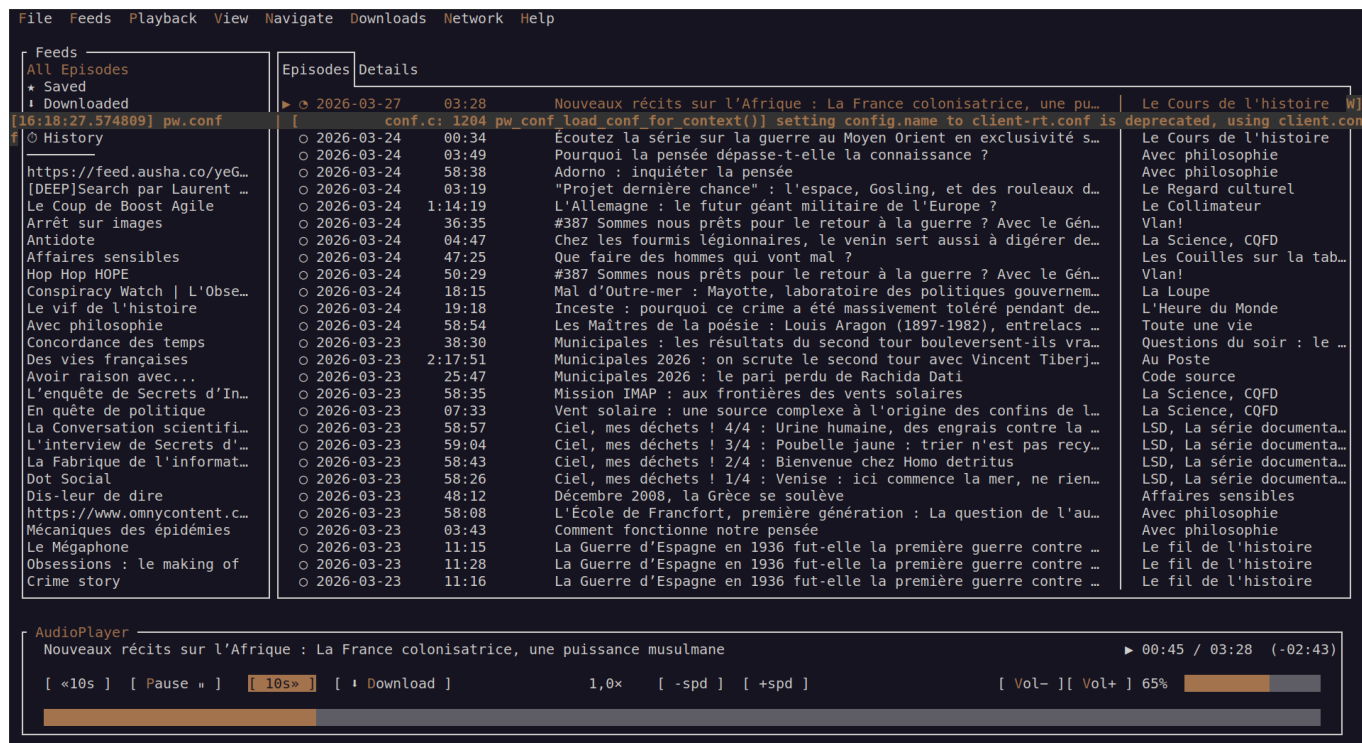 File  Feeds  Playback  View  Navigate  Downloads  Network  Help
Feeds
All Episodes
★ Saved
⬇ Downloaded
⏱ History
https://feed.ausha.co/yeG…
[DEEP]Search par Laurent …
Le Coup de Boost Agile
Arrêt sur images
Antidote
Affaires sensibles
Hop Hop HOPE
Conspiracy Watch | L'Obse…
Le vif de l'histoire
Avec philosophie
Concordance des temps
Des vies françaises
Avoir raison avec...
L’enquête de Secrets d’In…
En quête de politique
La Conversation scientifi…
L'interview de Secrets d'…
La Fabrique de l'informat…
Dot Social
Dis-leur de dire
https://www.omnycontent.c…
Mécaniques des épidémies
Le Mégaphone
Obsessions : le making of
Crime story
Episodes Details
▶ ◔ 2026-03-27 03:28 Nouveaux récits sur l’Afrique : La France colonisatrice, une pu… Le Cours de l'histoire W]
[16:18:27.574809] pw.conf | [ conf.c: 1204 pw_conf_load_conf_for_context()] setting config.name to client-rt.conf is deprecated, using client.con
f
○ 2026-03-24 00:34 Écoutez la série sur la guerre au Moyen Orient en exclusivité s… Le Cours de l'histoire
○ 2026-03-24 03:49 Pourquoi la pensée dépasse-t-elle la connaissance ? Avec philosophie
○ 2026-03-24 58:38 Adorno : inquiéter la pensée Avec philosophie
○ 2026-03-24 03:19 "Projet dernière chance" : l'espace, Gosling, et des rouleaux d… Le Regard culturel
○ 2026-03-24 1:14:19 L'Allemagne : le futur géant militaire de l'Europe ? Le Collimateur
○ 2026-03-24 36:35 #387 Sommes nous prêts pour le retour à la guerre ? Avec le Gén… Vlan!
○ 2026-03-24 04:47 Chez les fourmis légionnaires, le venin sert aussi à digérer de… La Science, CQFD
○ 2026-03-24 47:25 Que faire des hommes qui vont mal ? Les Couilles sur la tab…
○ 2026-03-24 50:29 #387 Sommes nous prêts pour le retour à la guerre ? Avec le Gén… Vlan!
○ 2026-03-24 18:15 Mal d’Outre-mer : Mayotte, laboratoire des politiques gouvernem… La Loupe
○ 2026-03-24 19:18 Inceste : pourquoi ce crime a été massivement toléré pendant de… L'Heure du Monde
○ 2026-03-24 58:54 Les Maîtres de la poésie : Louis Aragon (1897-1982), entrelacs … Toute une vie
○ 2026-03-23 38:30 Municipales : les résultats du second tour bouleversent-ils vra… Questions du soir : le …
○ 2026-03-23 2:17:51 Municipales 2026 : on scrute le second tour avec Vincent Tiberj… Au Poste
○ 2026-03-23 25:47 Municipales 2026 : le pari perdu de Rachida Dati Code source
○ 2026-03-23 58:35 Mission IMAP : aux frontières des vents solaires La Science, CQFD
○ 2026-03-23 07:33 Vent solaire : une source complexe à l'origine des confins de l… La Science, CQFD
○ 2026-03-23 58:57 Ciel, mes déchets ! 4/4 : Urine humaine, des engrais contre la … LSD, La série documenta…
○ 2026-03-23 59:04 Ciel, mes déchets ! 3/4 : Poubelle jaune : trier n'est pas recy… LSD, La série documenta…
○ 2026-03-23 58:43 Ciel, mes déchets ! 2/4 : Bienvenue chez Homo detritus LSD, La série documenta…
○ 2026-03-23 58:26 Ciel, mes déchets ! 1/4 : Venise : ici commence la mer, ne rien… LSD, La série documenta…
○ 2026-03-23 48:12 Décembre 2008, la Grèce se soulève Affaires sensibles
○ 2026-03-23 58:08 L'École de Francfort, première génération : La question de l'au… Avec philosophie
○ 2026-03-23 03:43 Comment fonctionne notre pensée Avec philosophie
○ 2026-03-23 11:15 La Guerre d’Espagne en 1936 fut-elle la première guerre contre … Le fil de l'histoire
○ 2026-03-23 11:28 La Guerre d’Espagne en 1936 fut-elle la première guerre contre … Le fil de l'histoire
○ 2026-03-23 11:16 La Guerre d’Espagne en 1936 fut-elle la première guerre contre … Le fil de l'histoire
AudioPlayer
Nouveaux récits sur l’Afrique : La France colonisatrice, une puissance musulmane ▶ 00:45 / 03:28 (-02:43)
[ «10s ] [ Pause ⏸ ] [ 10s» ] [ ⬇ Download ] 1,0× [ -spd ] [ +spd ] [ Vol− ][ Vol+ ] 65%